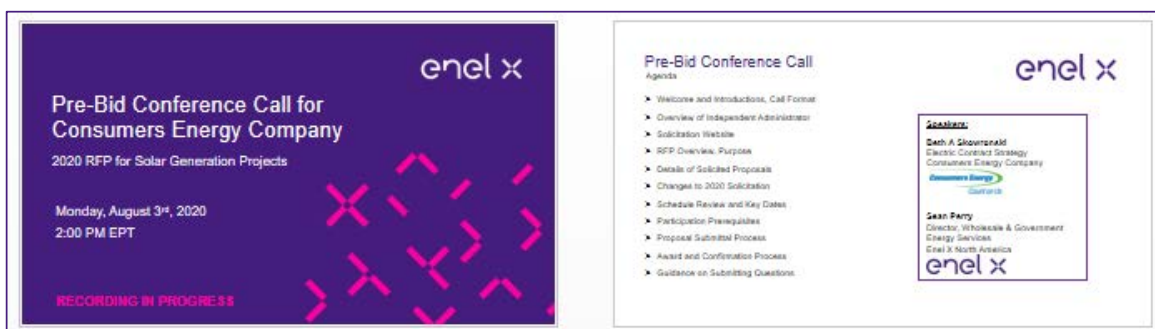 enel x
Pre-Bid Conference Call for
Consumers Energy Company
2020 RFP for Solar Generation Projects
Monday, August 3rd, 2020
2:00 PM EPT
RECORDING IN PROGRESS
Pre-Bid Conference Call
Agenda
enel x
➤ Welcome and Introductions, Call Format
➤ Overview of Independent Administrator
➤ Solicitation Website
➤ RFP Overview, Purpose
➤ Details of Solicited Proposals
➤ Changes to 2020 Solicitation
➤ Schedule Review and Key Dates
➤ Participation Prerequisites
➤ Proposal Submittal Process
➤ Award and Confirmation Process
➤ Guidance on Submitting Questions
Speakers:
Beth A Skowronski
Electric Contract Strategy
Consumers Energy Company
Consumers Energy
Count on Us
Sean Perry
Director, Wholesale & Government
Energy Services
Enel X North America
enel x